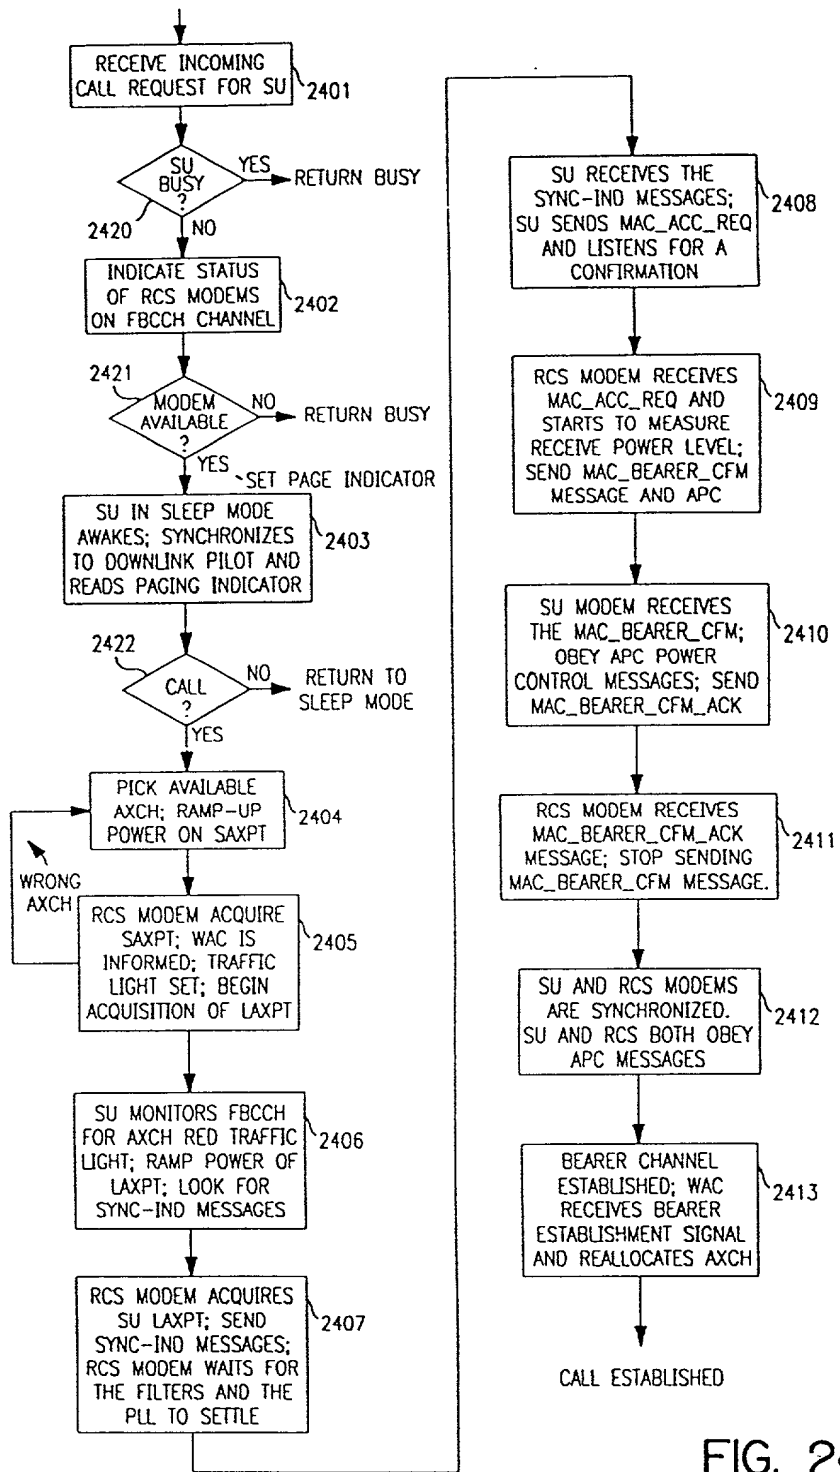 RECEIVE INCOMING
CALL REQUEST FOR SU
2401
SU
BUSY
?
YES
RETURN BUSY
2420
NO
INDICATE STATUS
OF RCS MODEMS
ON FBCCH CHANNEL
2402
2421
MODEM
AVAILABLE
?
NO
RETURN BUSY
YES
SET PAGE INDICATOR
SU IN SLEEP MODE
AWAKES; SYNCHRONIZES
TO DOWNLINK PILOT AND
READS PAGING INDICATOR
2403
2422
CALL
?
NO
RETURN TO
SLEEP MODE
YES
PICK AVAILABLE
AXCH; RAMP-UP
POWER ON SAXPT
2404
WRONG
AXCH
RCS MODEM ACQUIRE
SAXPT; WAC IS
INFORMED; TRAFFIC
LIGHT SET; BEGIN
ACQUISITION OF LAXPT
2405
SU MONITORS FBCCH
FOR AXCH RED TRAFFIC
LIGHT; RAMP POWER OF
LAXPT; LOOK FOR
SYNC-IND MESSAGES
2406
RCS MODEM ACQUIRES
SU LAXPT; SEND
SYNC-IND MESSAGES;
RCS MODEM WAITS FOR
THE FILTERS AND THE
PLL TO SETTLE
2407
SU RECEIVES THE
SYNC-IND MESSAGES;
SU SENDS MAC_ACC_REQ
AND LISTENS FOR A
CONFIRMATION
2408
RCS MODEM RECEIVES
MAC_ACC_REQ AND
STARTS TO MEASURE
RECEIVE POWER LEVEL;
SEND MAC_BEARER_CFM
MESSAGE AND APC
2409
SU MODEM RECEIVES
THE MAC_BEARER_CFM;
OBEY APC POWER
CONTROL MESSAGES; SEND
MAC_BEARER_CFM_ACK
2410
RCS MODEM RECEIVES
MAC_BEARER_CFM_ACK
MESSAGE; STOP SENDING
MAC_BEARER_CFM MESSAGE.
2411
SU AND RCS MODEMS
ARE SYNCHRONIZED.
SU AND RCS BOTH OBEY
APC MESSAGES
2412
BEARER CHANNEL
ESTABLISHED; WAC
RECEIVES BEARER
ESTABLISHMENT SIGNAL
AND REALLOCATES AXCH
2413
CALL ESTABLISHED
FIG. 2